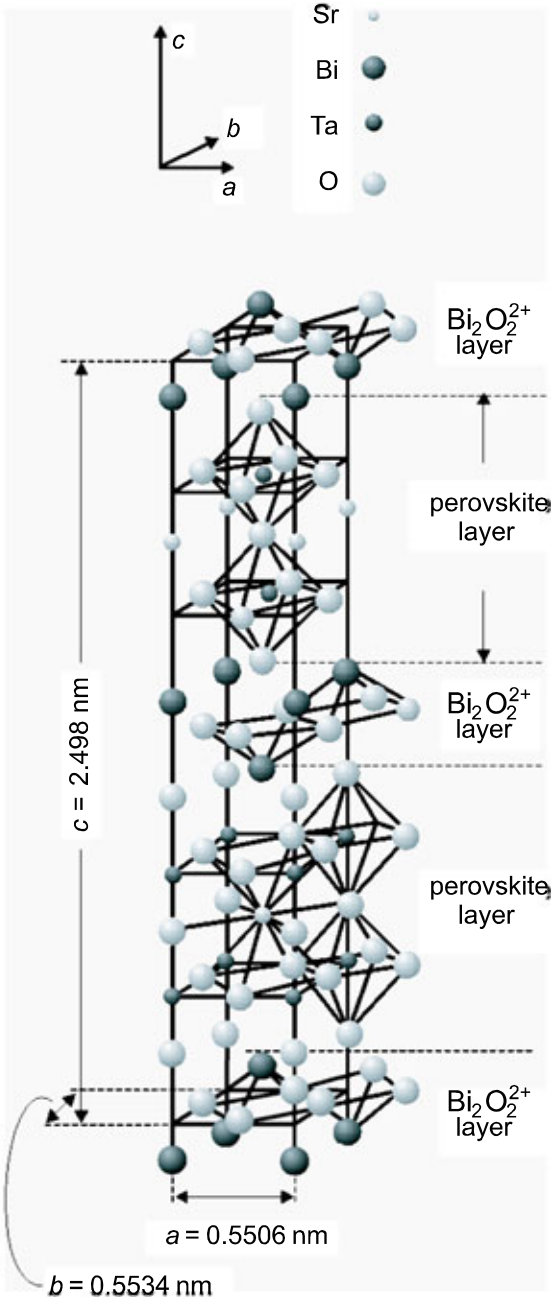 c
b
a
Sr
Bi
Ta
O
Bi₂O₂²⁺
layer
perovskite
layer
c = 2.498 nm
Bi₂O₂²⁺
layer
perovskite
layer
Bi₂O₂²⁺
layer
a = 0.5506 nm
b = 0.5534 nm